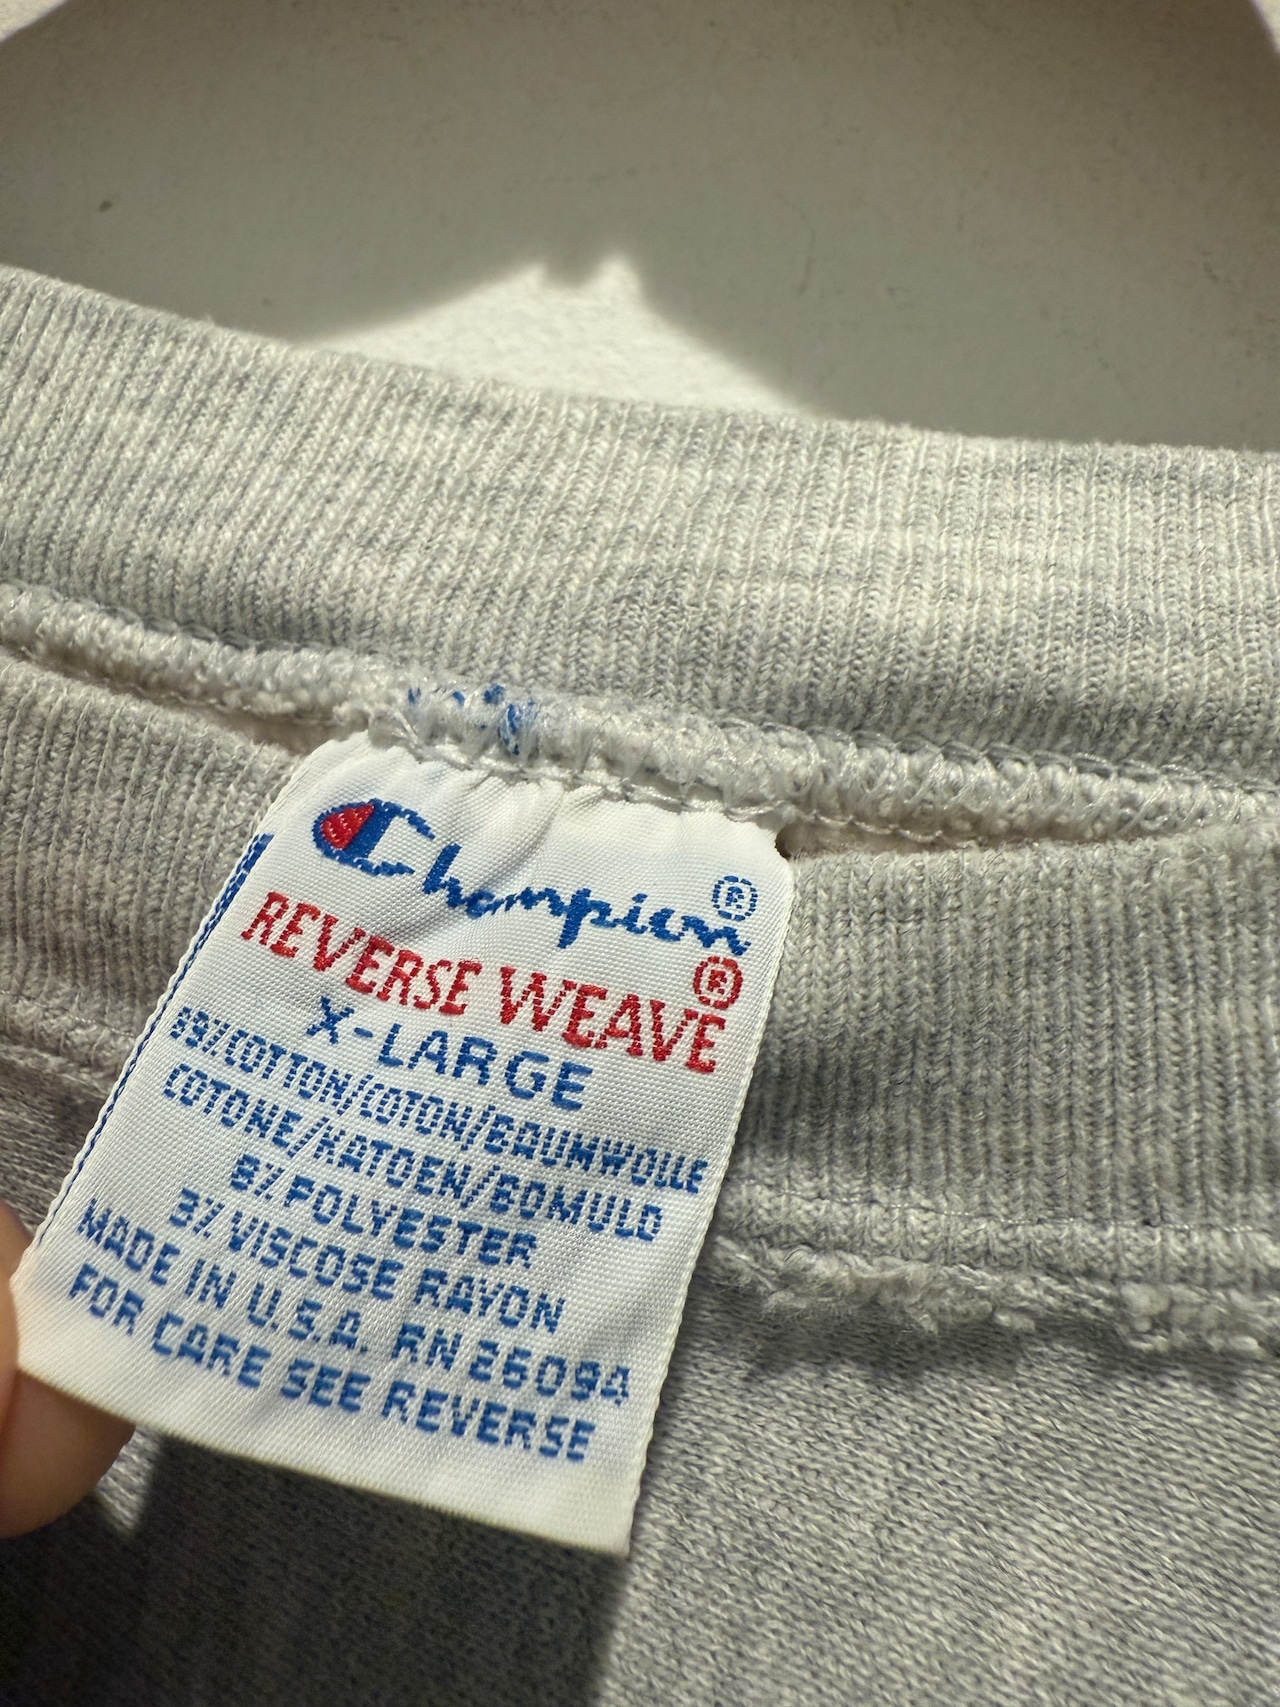 Champion®
REVERSE WEAVE®
X-LARGE
89% COTTON/COTON/BAUMWOLLE
COTONE/KATOEN/BOMULD
8% POLYESTER
3% VISCOSE RAYON
MADE IN U.S.A. RN 26094
FOR CARE SEE REVERSE